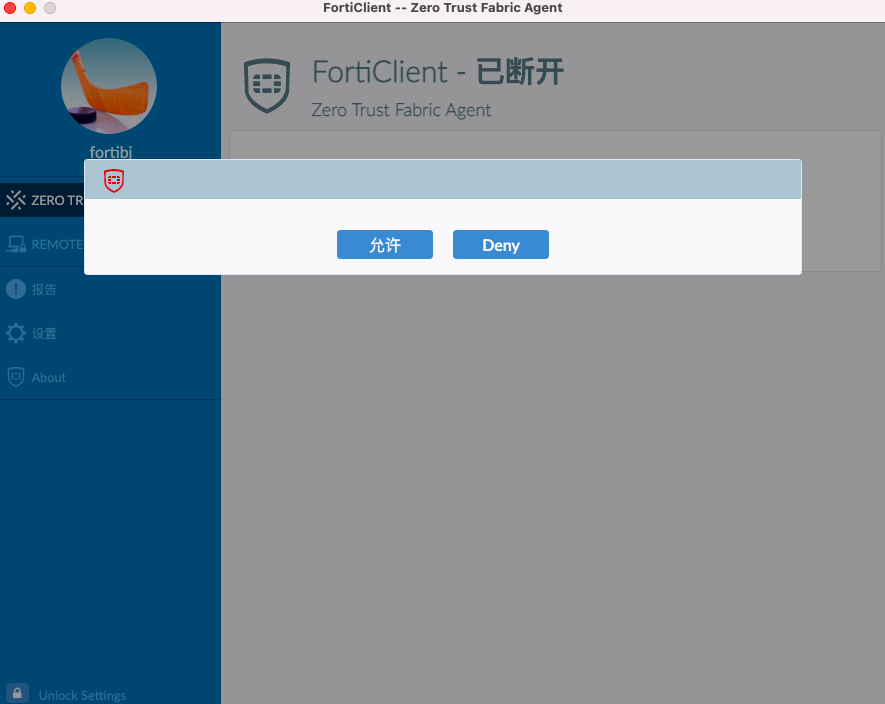 FortiClient -- Zero Trust Fabric Agent
FortiClient - 已断开
Zero Trust Fabric Agent
fortibj
允许
Deny
ZERO TR
REMOTE
报告
设置
About
Unlock Settings